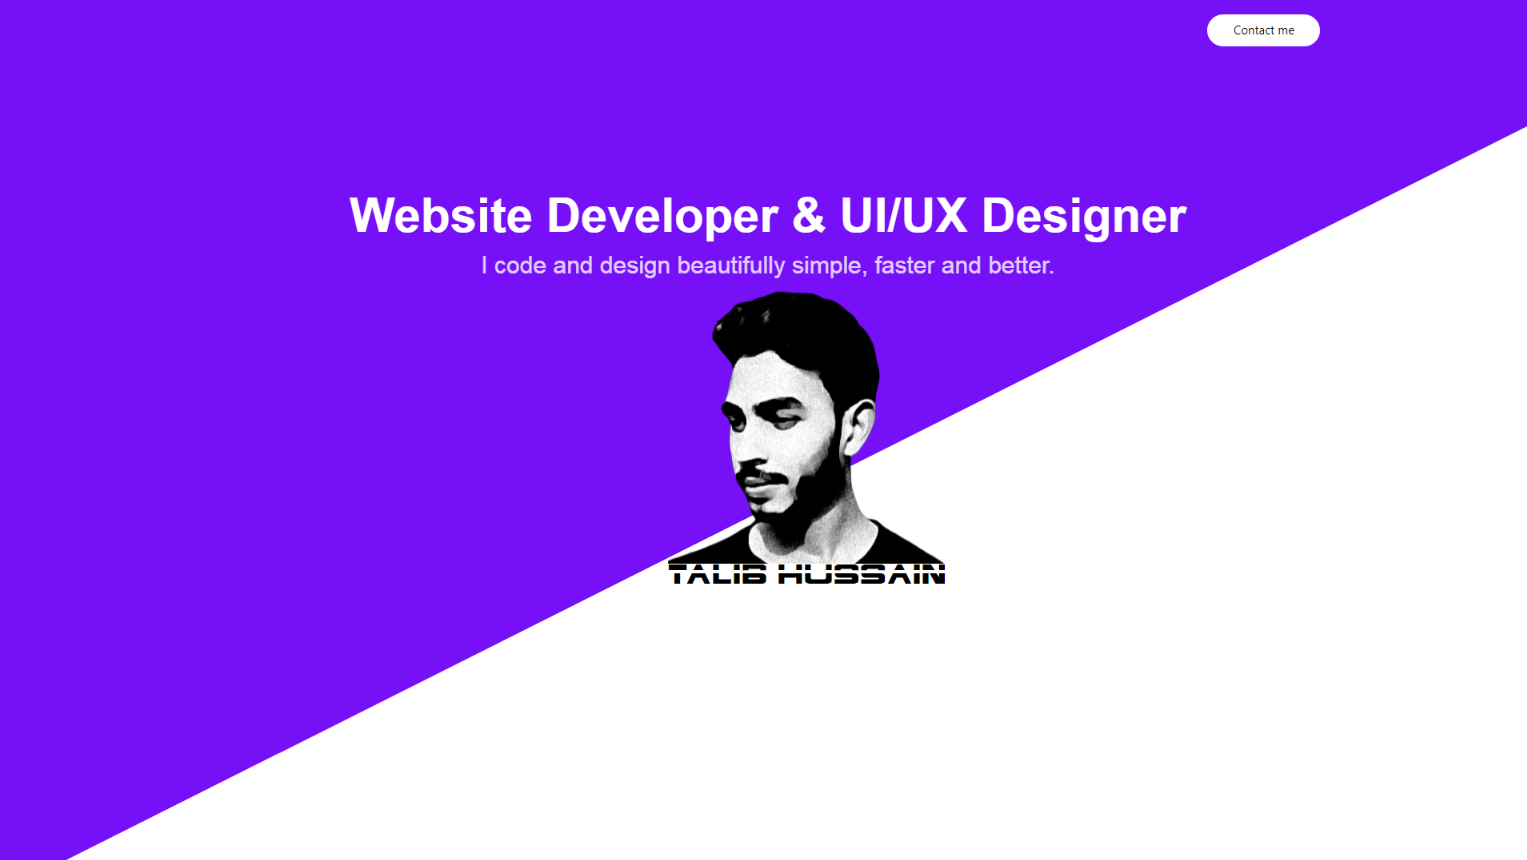 Contact me
Website Developer & UI/UX Designer
I code and design beautifully simple, faster and better.
TALIB HUSSAIN